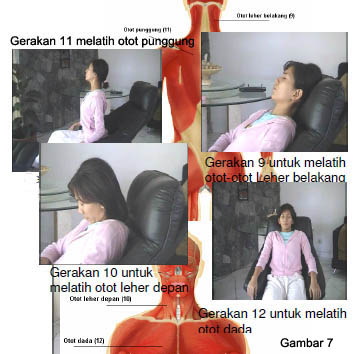 Otot leher belakang (9)
Otot punggung (11)
Gerakan 11 melatih otot punggung
Gerakan 9 untuk melatih
otot-otot Leher belakang
Gerakan 10 untuk
melatih otot leher depan
Otot leher depan (10)
Gerakan 12 untuk melatih
otot dada
Otot dada (12)
Gambar 7